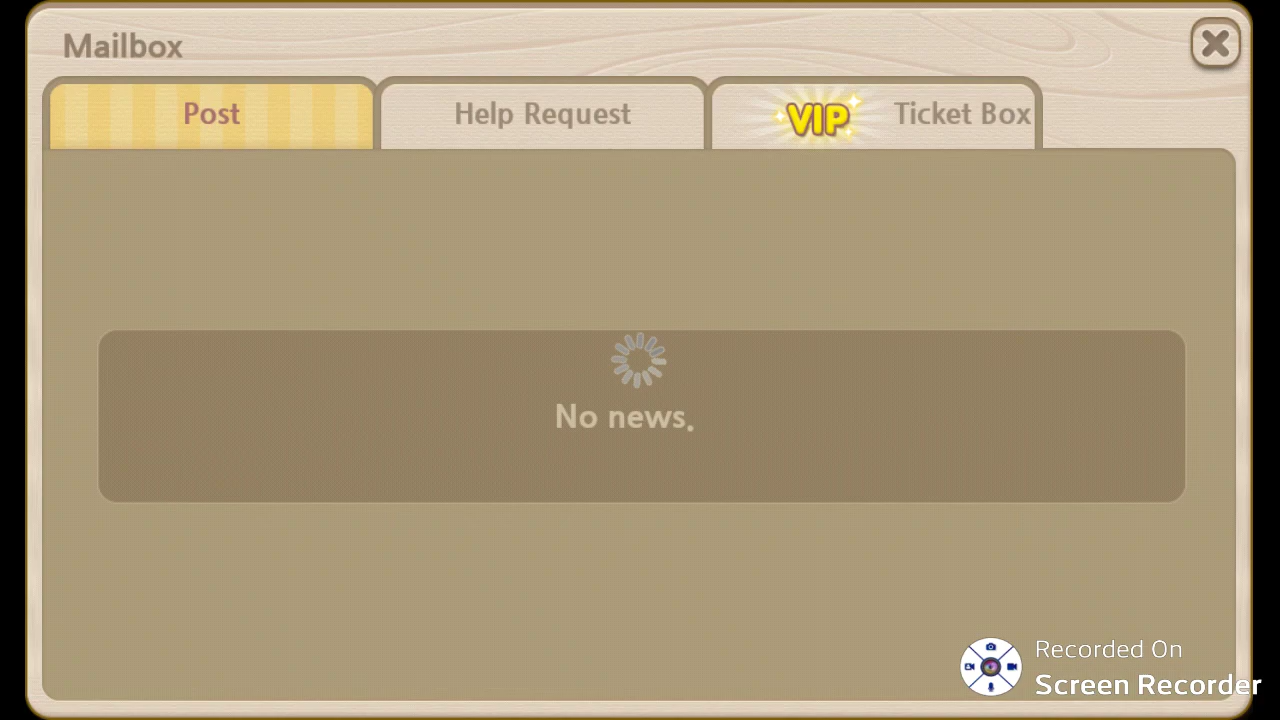 Mailbox
Post
Help Request
VIP Ticket Box
No news.
Recorded On
Screen Recorder